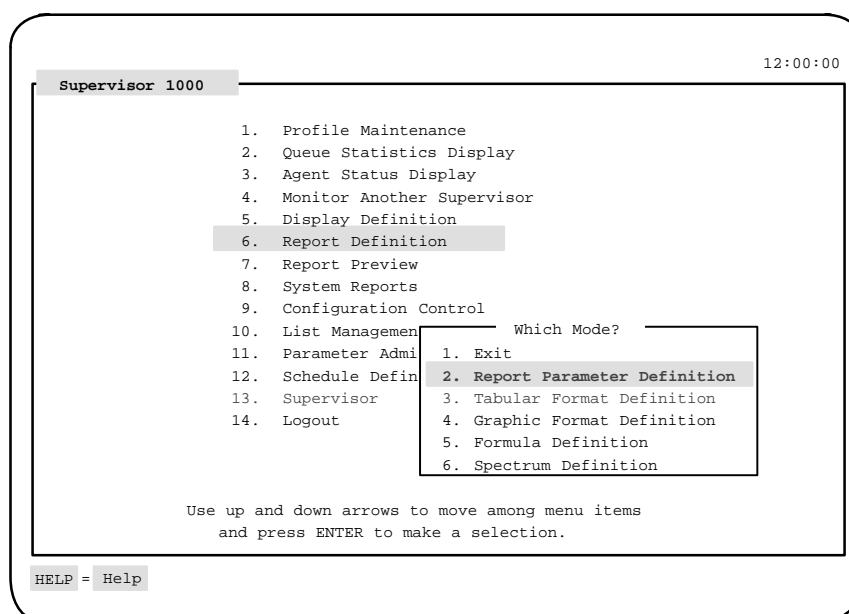 12:00:00
Supervisor 1000
1. Profile Maintenance
2. Queue Statistics Display
3. Agent Status Display
4. Monitor Another Supervisor
5. Display Definition
6. Report Definition
7. Report Preview
8. System Reports
9. Configuration Control
10. List Managemen
11. Parameter Admi
12. Schedule Defin
13. Supervisor
14. Logout
Which Mode?
1. Exit
2. Report Parameter Definition
3. Tabular Format Definition
4. Graphic Format Definition
5. Formula Definition
6. Spectrum Definition
Use up and down arrows to move among menu items
and press ENTER to make a selection.
HELP = Help